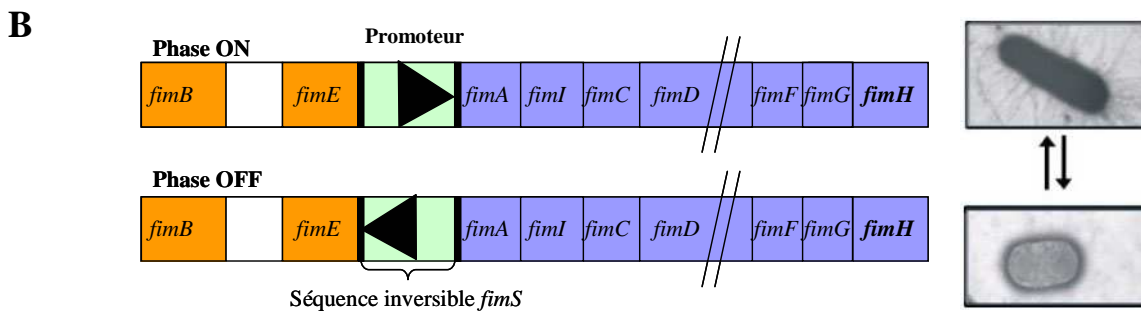 B
Promoteur
Phase ON
fimB fimE fimA fimI fimC fimD fimF fimG fimH
Phase OFF
fimB fimE fimA fimI fimC fimD fimF fimG fimH
Séquence inversible fimS